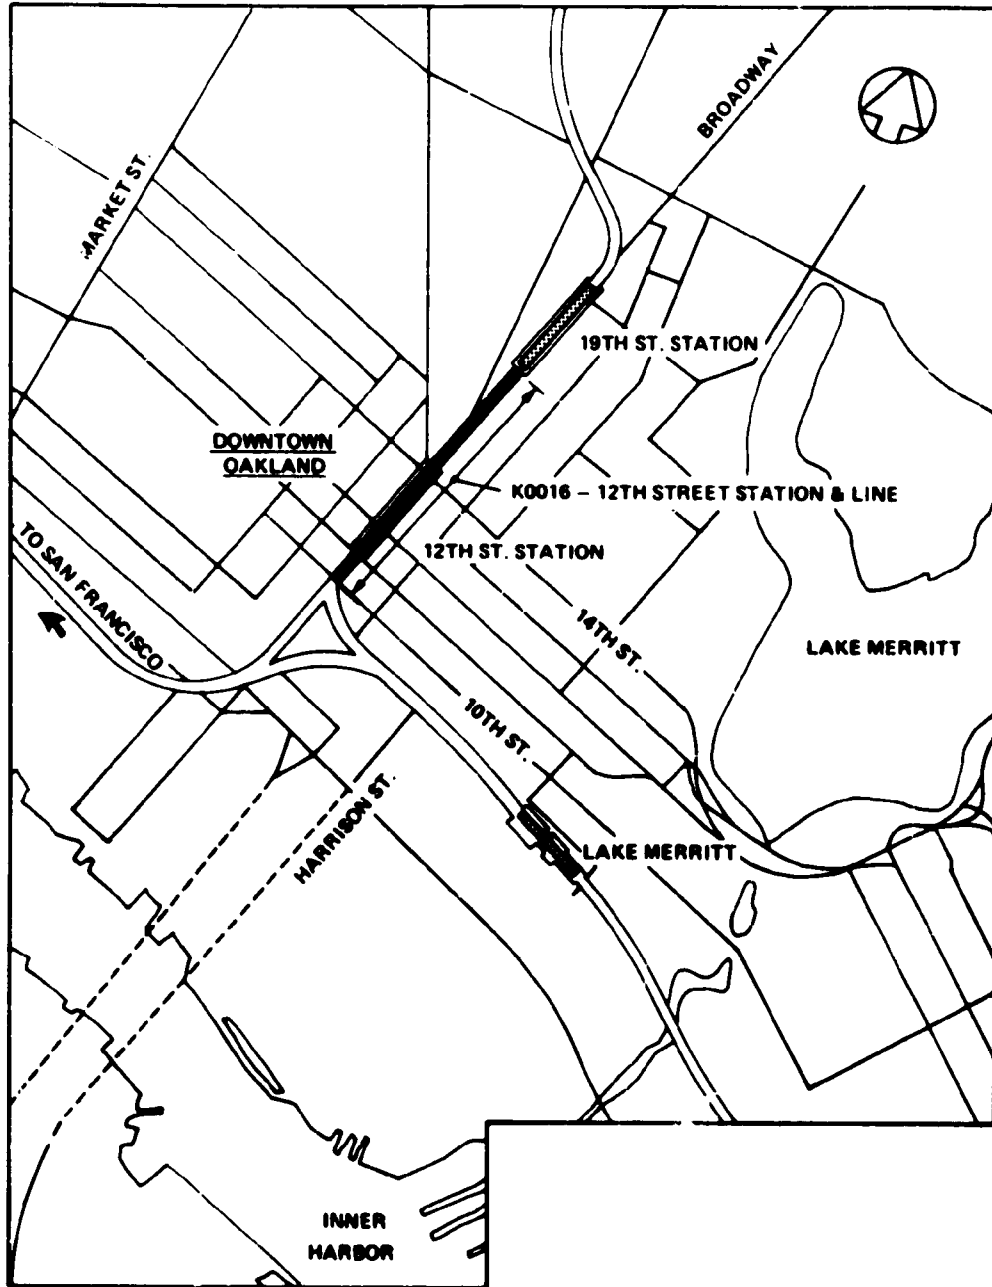 BROADWAY
MARKET ST.
19TH ST. STATION
DOWNTOWN
OAKLAND
K0016 – 12TH STREET STATION & LINE
12TH ST. STATION
TO SAN FRANCISCO
14TH ST.
LAKE MERRITT
10TH ST.
HARRISON ST.
LAKE MERRITT
INNER
HARBOR